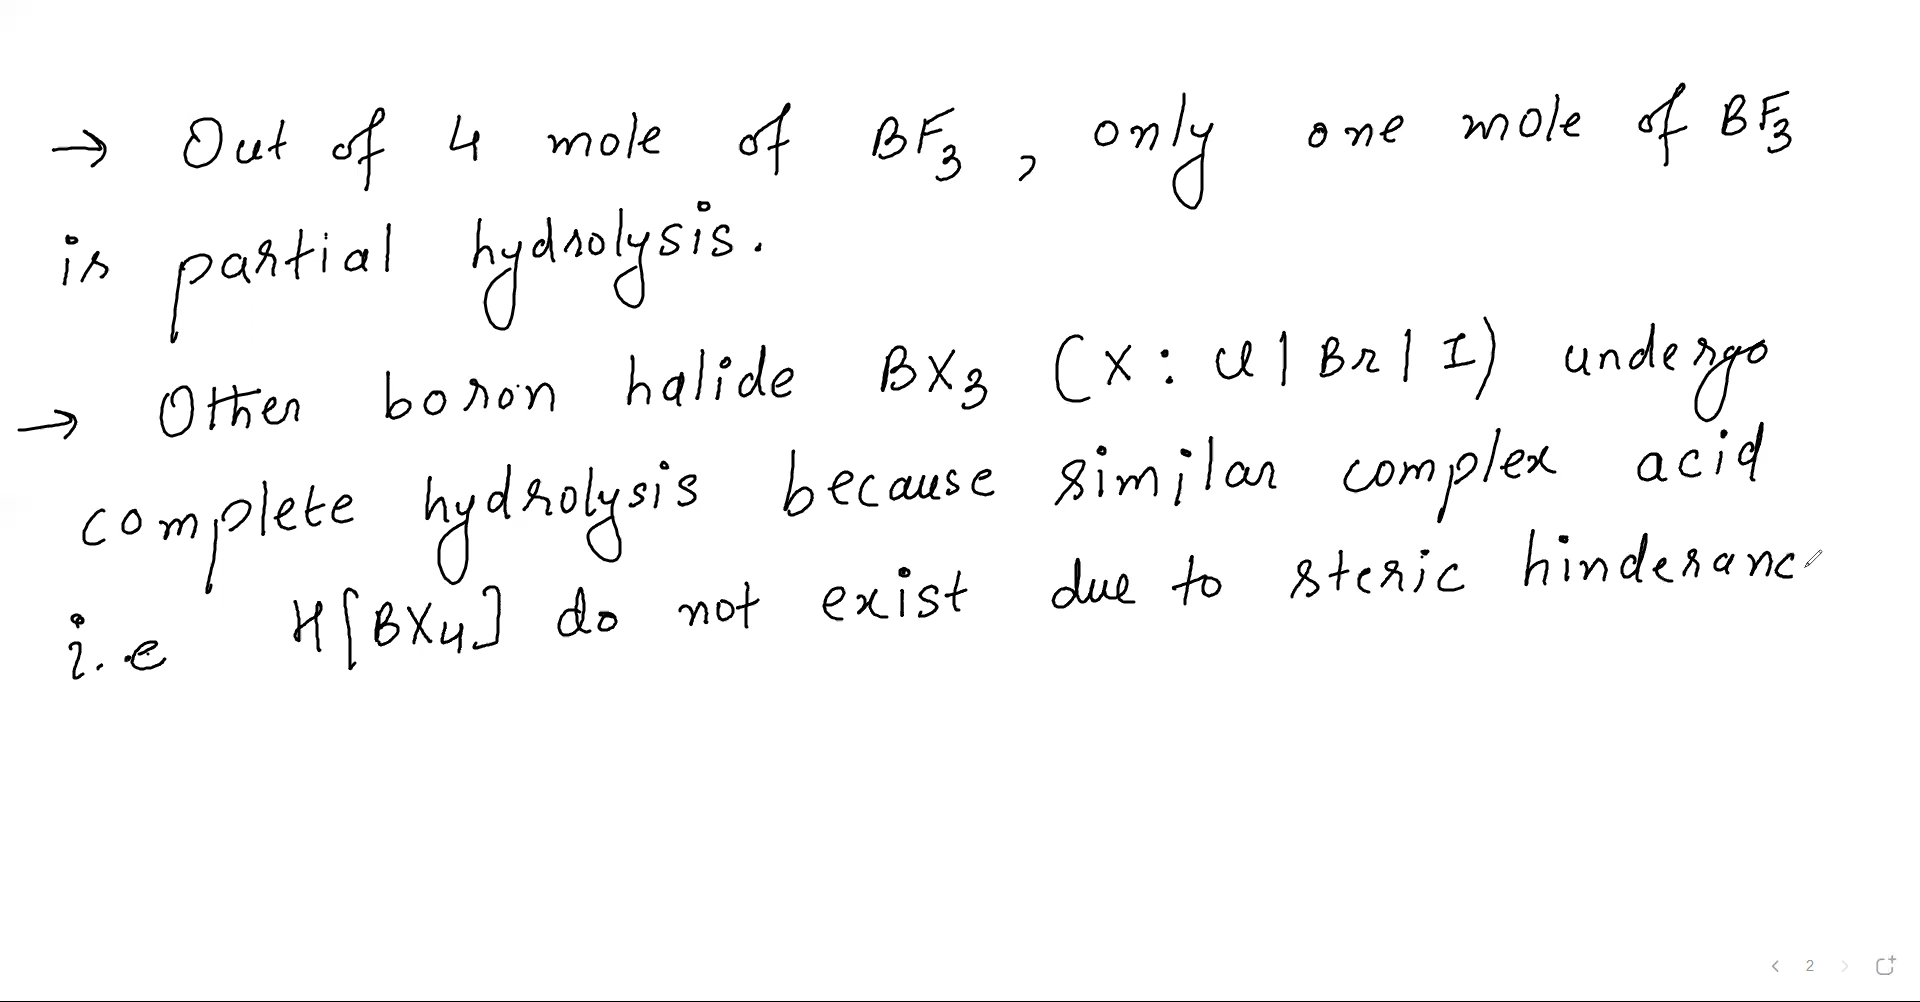 → Out of 4 mole of BF₃, only one mole of BF₃
is partial hydrolysis.
→ Other boron halide BX₃ (X: Cl | Br | I) undergo
complete hydrolysis because similar complex acid
i.e H[BX₄] do not exist due to steric hinderanc
2